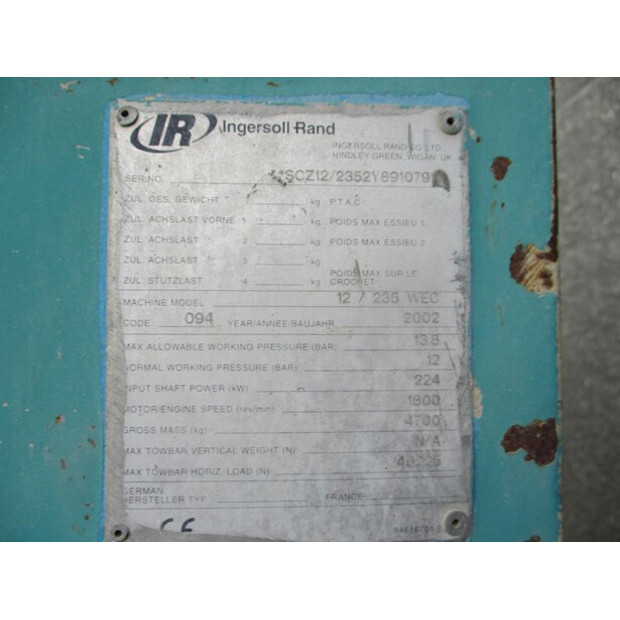 IR Ingersoll-Rand
INGERSOLL RAND CO LTD
HINDLEY GREEN, WIGAN, UK.
SER.NO.
ZUL. GES. GEWICHT kg P.T.A.C
ZUL. ACHSLAST VORNE 1 kg POIDS MAX ESSIEU 1
ZUL. ACHSLAST 2 kg POIDS MAX ESSIEU 2
ZUL. ACHSLAST 3 kg
ZUL. STUTZLAST 4 kg POIDS MAX SUR LE CROCHET
MACHINE MODEL 12 / 235 WEC
CODE 094 YEAR/ANNEE/BAUJAHR 2002
MAX ALLOWABLE WORKING PRESSURE (BAR) 13.8
NORMAL WORKING PRESSURE (BAR) 12
INPUT SHAFT POWER (kW) 224
MOTOR/ENGINE SPEED (rev/min) 1800
GROSS MASS (kg) 4700
MAX TOWBAR VERTICAL WEIGHT (N) N/A
MAX TOWBAR HORIZ. LOAD (N)
GERMAN
HERSTELLER TYP FRANCE
CE